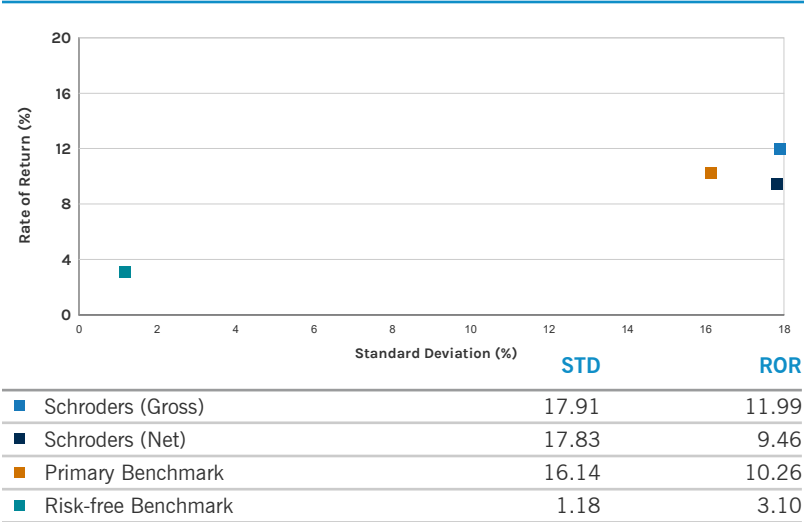 20
16
12
8
4
0
Rate of Return (%)
0 2 4 6 8 10 12 14 16 18
Standard Deviation (%)
STD ROR
Schroders (Gross) 17.91 11.99
Schroders (Net) 17.83 9.46
Primary Benchmark 16.14 10.26
Risk-free Benchmark 1.18 3.10